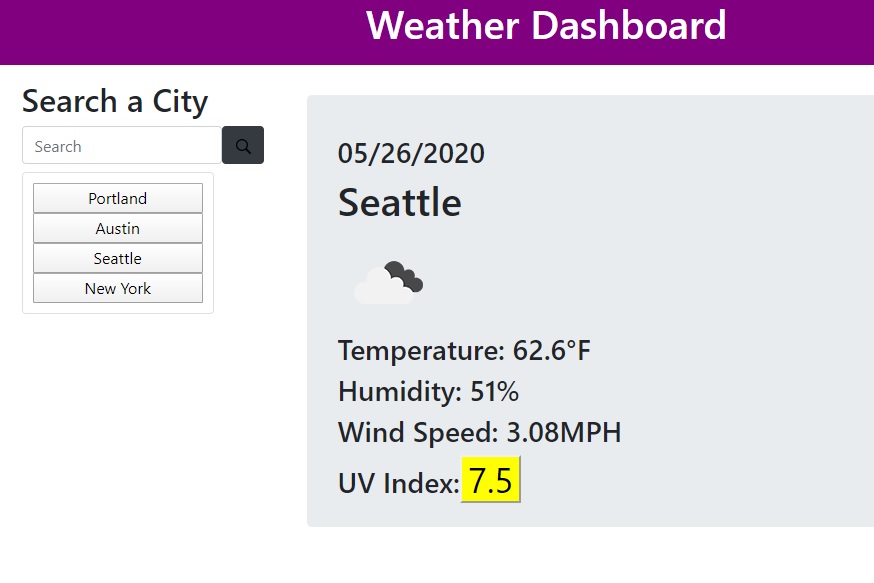 Weather Dashboard
Search a City
Search
Portland
Austin
Seattle
New York
05/26/2020
Seattle
Temperature: 62.6°F
Humidity: 51%
Wind Speed: 3.08MPH
UV Index: 7.5